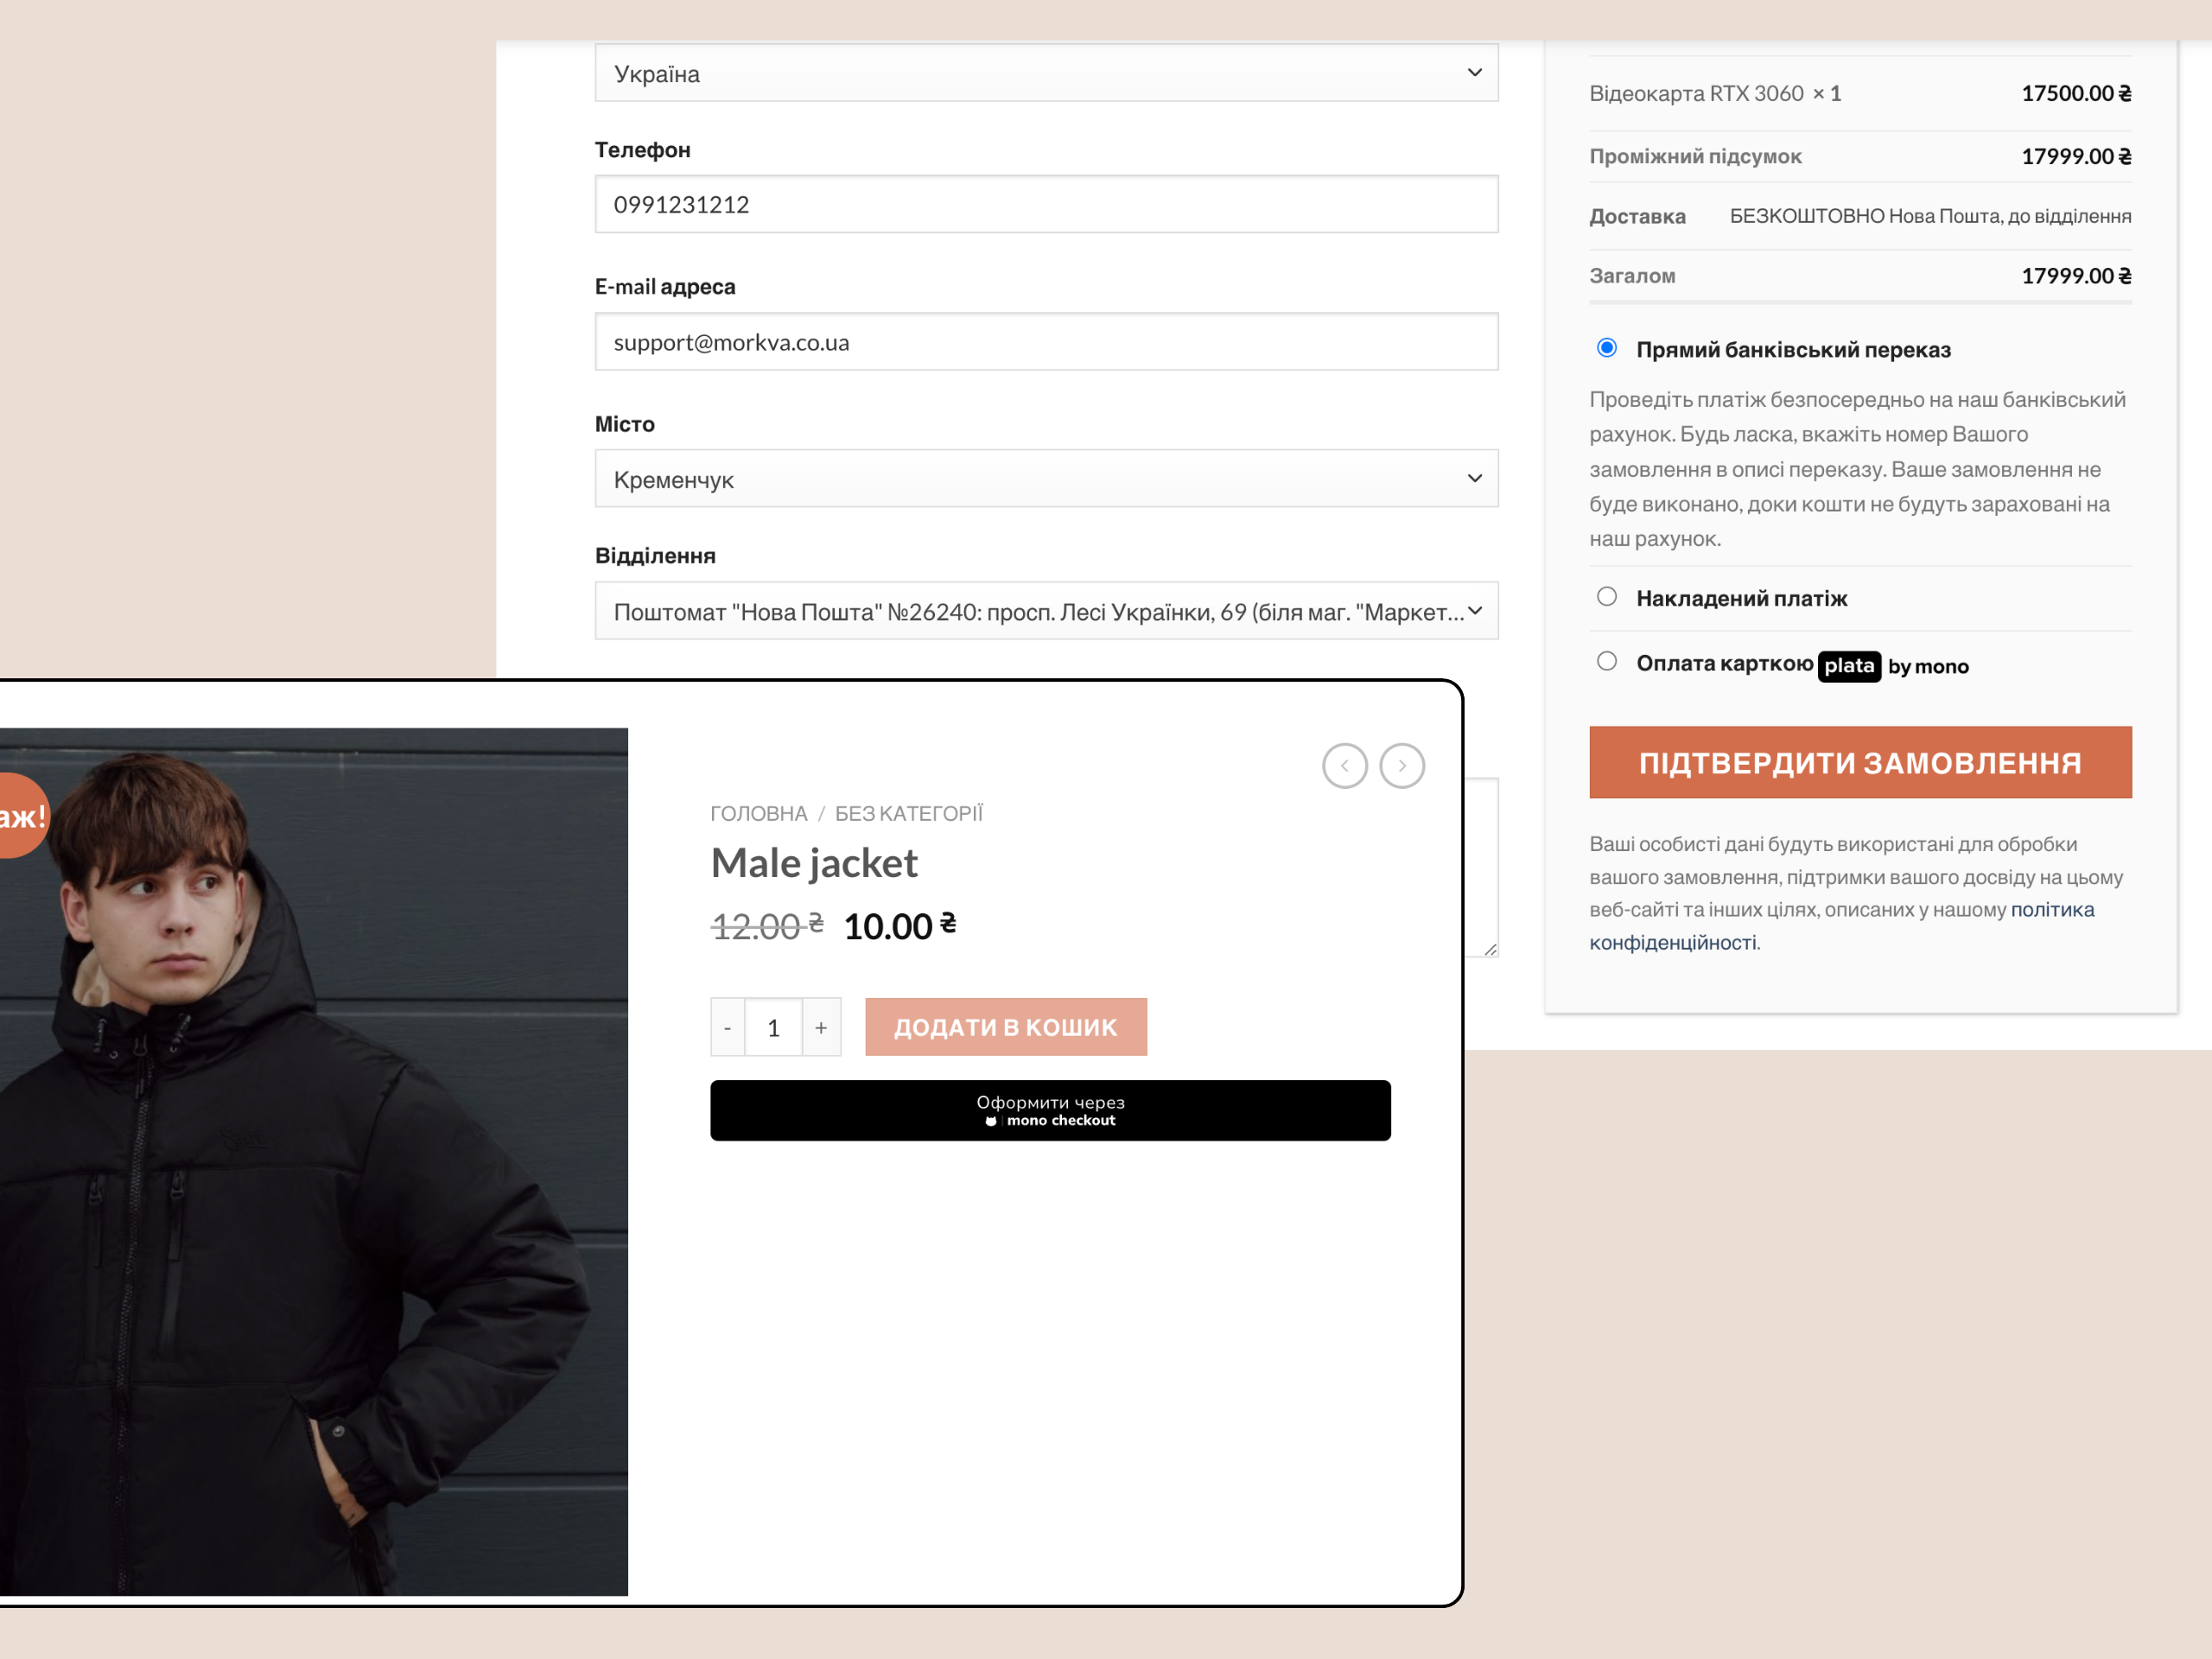 Україна
Телефон
0991231212
E-mail адреса
support@morkva.co.ua
Місто
Кременчук
Відділення
Поштомат "Нова Пошта" №26240: просп. Лесі Українки, 69 (біля маг. "Маркет...
Відеокарта RTX 3060 × 1 17500.00 ₴
Проміжний підсумок 17999.00 ₴
Доставка БЕЗКОШТОВНО Нова Пошта, до відділення
Загалом 17999.00 ₴
Прямий банківський переказ
Проведіть платіж безпосередньо на наш банківський
рахунок. Будь ласка, вкажіть номер Вашого
замовлення в описі переказу. Ваше замовлення не
буде виконано, доки кошти не будуть зараховані на
наш рахунок.
Накладений платіж
Оплата карткою plata by mono
ПІДТВЕРДИТИ ЗАМОВЛЕННЯ
Ваші особисті дані будуть використані для обробки
вашого замовлення, підтримки вашого досвіду на цьому
веб-сайті та інших цілях, описаних у нашому політика
конфіденційності.
аж!
ГОЛОВНА / БЕЗ КАТЕГОРІЇ
Male jacket
12.00 ₴ 10.00 ₴
- 1 +
ДОДАТИ В КОШИК
Оформити через
mono checkout